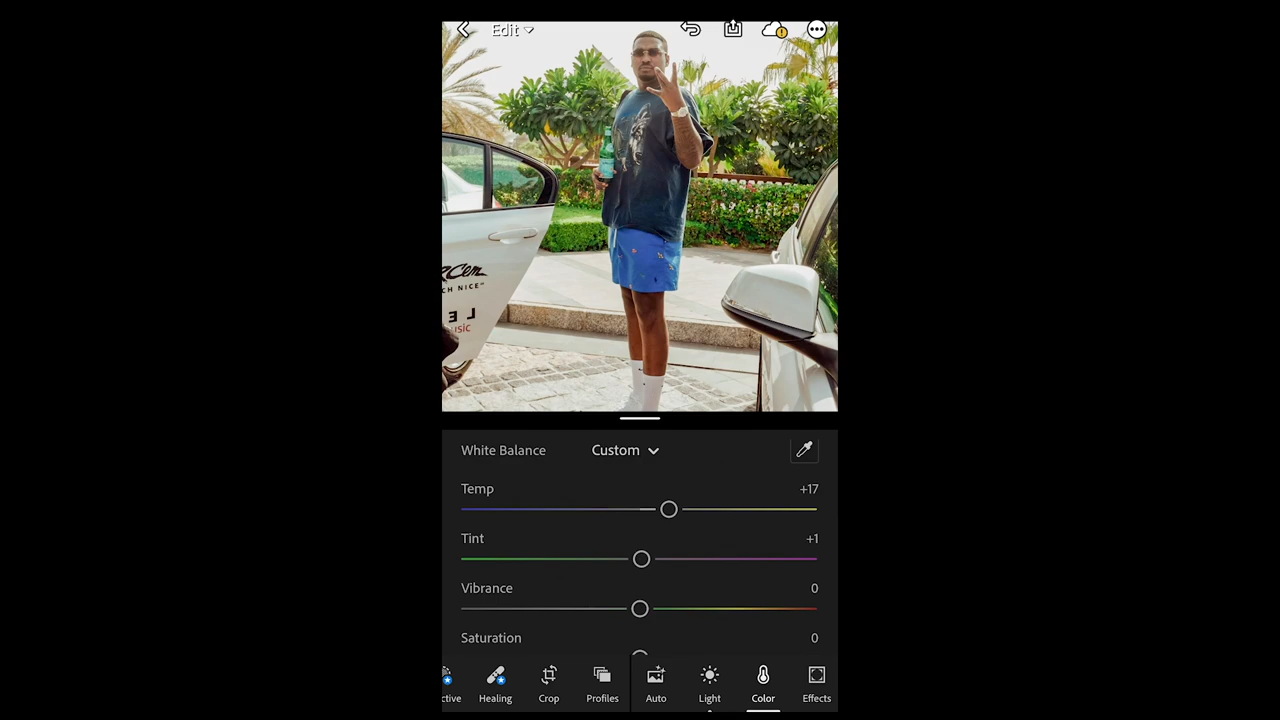 Edit
CH NICE"
usic
White Balance Custom
Temp +17
Tint +1
Vibrance 0
Saturation 0
ctive Healing Crop Profiles Auto Light Color Effects